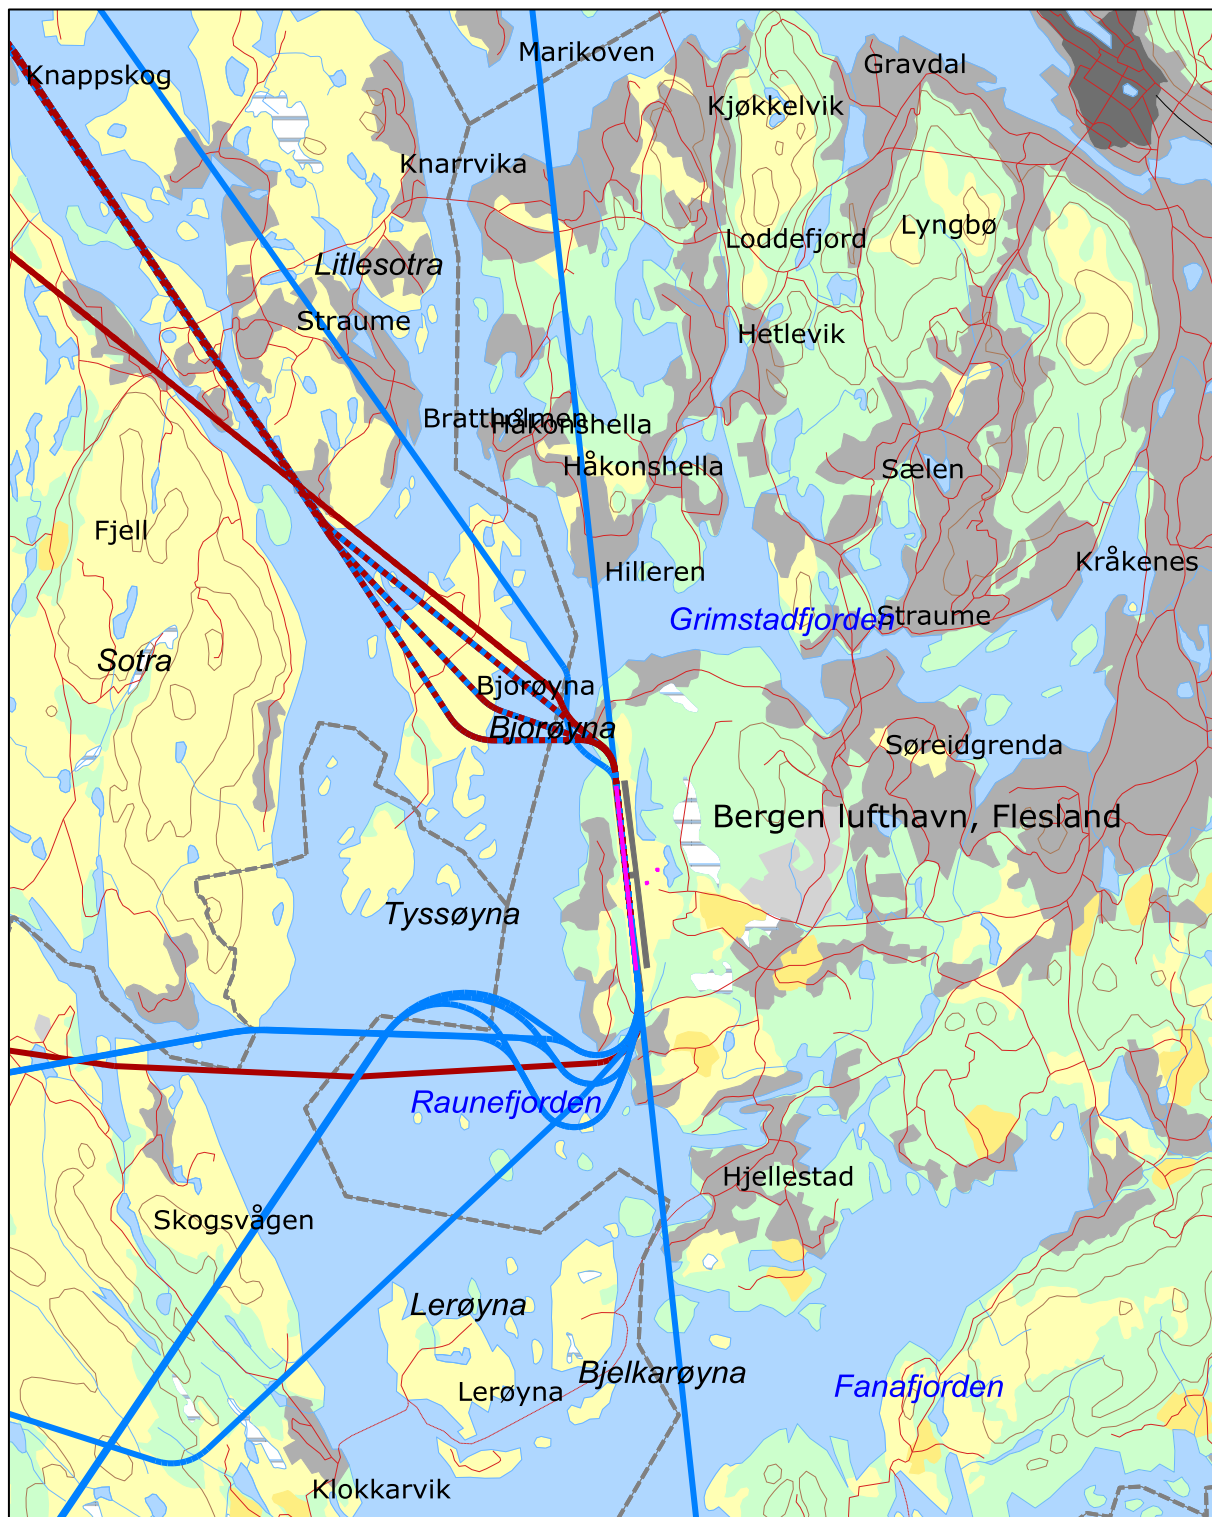 Marikoven
Gravdal
Knappskog
Kjøkkelvik
Knarrvika
Lyngbø
Loddefjord
Litlesotra
Straume
Hetlevik
Brattholmen
Håkonshella
Håkonshella
Sælen
Fjell
Kråkenes
Hilleren
Grimstadfjorden
Straume
Sotra
Bjorøyna
Bjorøyna
Søreidgrenda
Bergen lufthavn, Flesland
Tyssøyna
Raunefjorden
Hjellestad
Skogsvågen
Lerøyna
Bjelkarøyna
Fanafjorden
Lerøyna
Klokkarvik